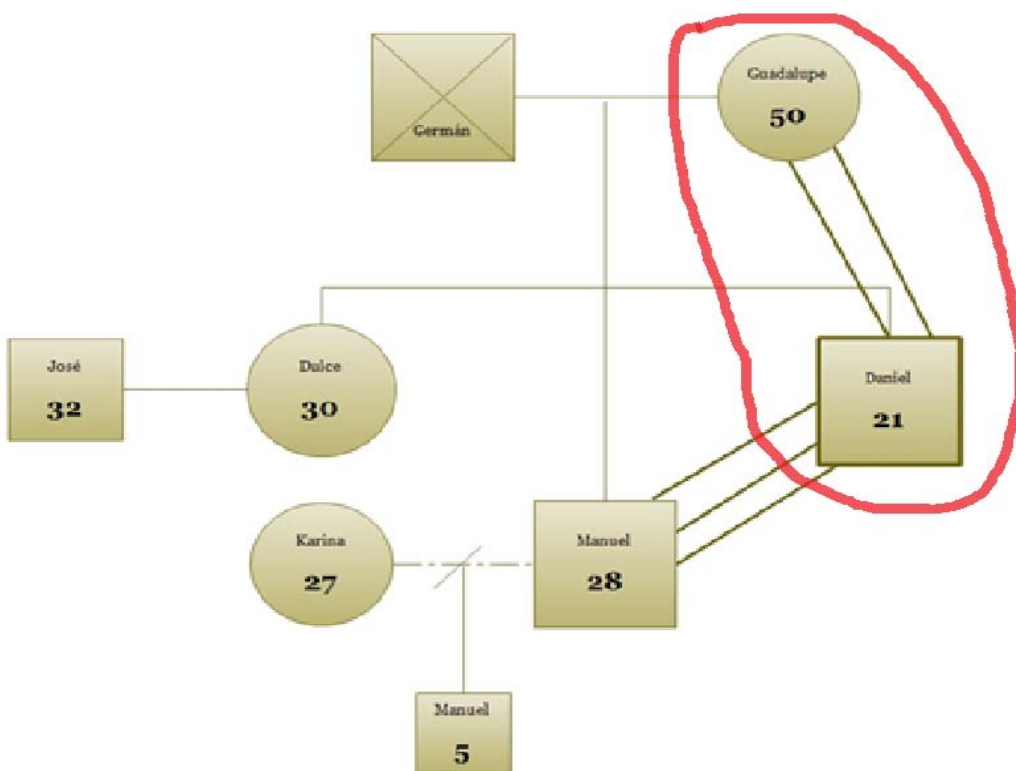 Guadalupe
50
Germán
José
32
Dulce
30
Daniel
21
Karina
27
Manuel
28
Manuel
5